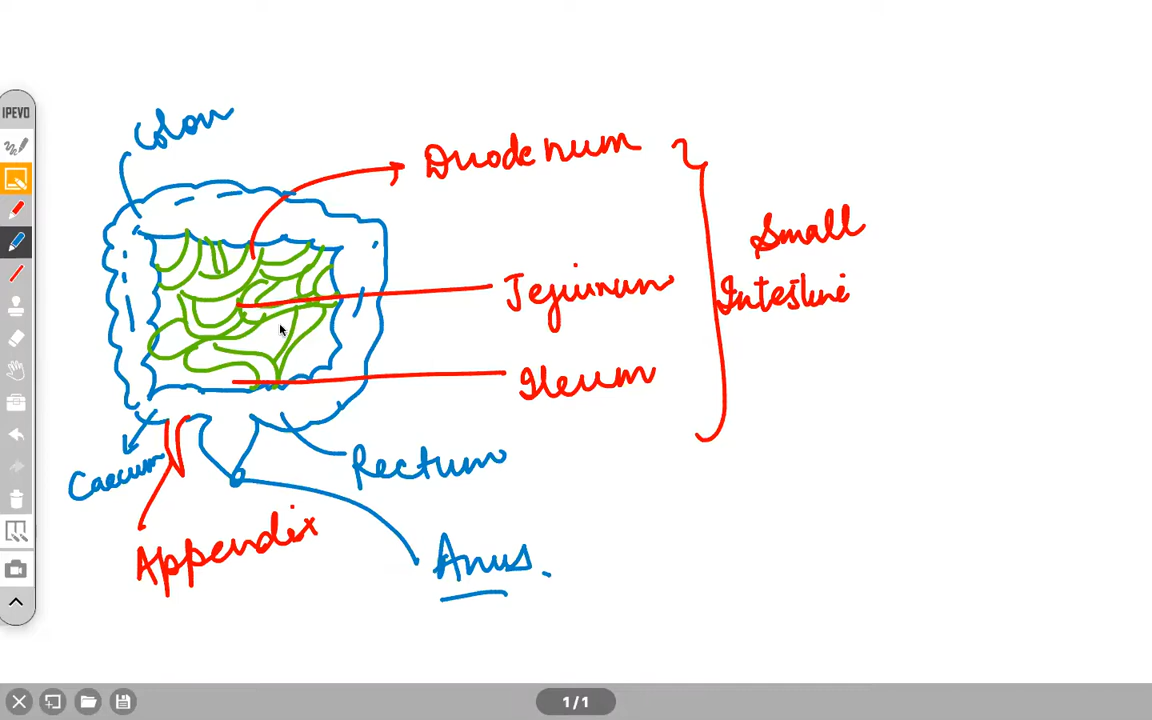 IPEVO
Colon
Duodenum
Small
Intestine
Jejunum
Ileum
Caecum
Rectum
Appendix
Anus.
1/1